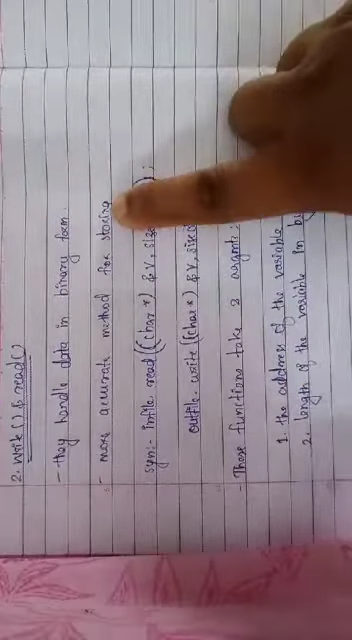 2. write() & read()
- they handle data in binary form.
- more accurate method for storing
syn:- infile. read((char *) & V, size
outfile. write ((char *) & V, size
- These funitions take 2 argmts:
1. the address of the variable
2. length of the variable in